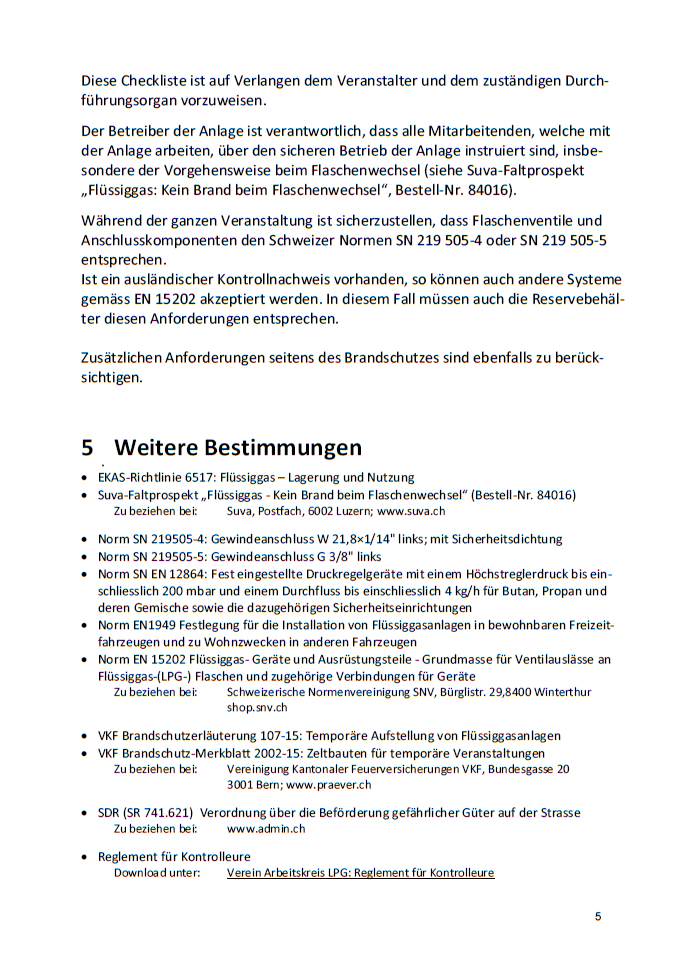 Diese Checkliste ist auf Verlangen dem Veranstalter und dem zuständigen Durch-
führungsorgan vorzuweisen.
Der Betreiber der Anlage ist verantwortlich, dass alle Mitarbeitenden, welche mit
der Anlage arbeiten, über den sicheren Betrieb der Anlage instruiert sind, insbe-
sondere der Vorgehensweise beim Flaschenwechsel (siehe Suva-Faltprospekt
„Flüssiggas: Kein Brand beim Flaschenwechsel“, Bestell-Nr. 84016).
Während der ganzen Veranstaltung ist sicherzustellen, dass Flaschenventile und
Anschlusskomponenten den Schweizer Normen SN 219 505-4 oder SN 219 505-5
entsprechen.
Ist ein ausländischer Kontrollnachweis vorhanden, so können auch andere Systeme
gemäss EN 15202 akzeptiert werden. In diesem Fall müssen auch die Reservebehäl-
ter diesen Anforderungen entsprechen.
Zusätzlichen Anforderungen seitens des Brandschutzes sind ebenfalls zu berück-
sichtigen.
5 Weitere Bestimmungen
• EKAS-Richtlinie 6517: Flüssiggas – Lagerung und Nutzung
• Suva-Faltprospekt „Flüssiggas - Kein Brand beim Flaschenwechsel“ (Bestell-Nr. 84016)
Zu beziehen bei: Suva, Postfach, 6002 Luzern; www.suva.ch
• Norm SN 219505-4: Gewindeanschluss W 21,8×1/14" links; mit Sicherheitsdichtung
• Norm SN 219505-5: Gewindeanschluss G 3/8" links
• Norm SN EN 12864: Fest eingestellte Druckregelgeräte mit einem Höchstreglerdruck bis ein-
schliesslich 200 mbar und einem Durchfluss bis einschliesslich 4 kg/h für Butan, Propan und
deren Gemische sowie die dazugehörigen Sicherheitseinrichtungen
• Norm EN1949 Festlegung für die Installation von Flüssiggasanlagen in bewohnbaren Freizeit-
fahrzeugen und zu Wohnzwecken in anderen Fahrzeugen
• Norm EN 15202 Flüssiggas- Geräte und Ausrüstungsteile - Grundmasse für Ventilauslässe an
Flüssiggas-(LPG-) Flaschen und zugehörige Verbindungen für Geräte
Zu beziehen bei: Schweizerische Normenvereinigung SNV, Bürglistr. 29,8400 Winterthur
shop.snv.ch
• VKF Brandschutzerläuterung 107-15: Temporäre Aufstellung von Flüssiggasanlagen
• VKF Brandschutz-Merkblatt 2002-15: Zeltbauten für temporäre Veranstaltungen
Zu beziehen bei: Vereinigung Kantonaler Feuerversicherungen VKF, Bundesgasse 20
3001 Bern; www.praever.ch
• SDR (SR 741.621) Verordnung über die Beförderung gefährlicher Güter auf der Strasse
Zu beziehen bei: www.admin.ch
• Reglement für Kontrolleure
Download unter: Verein Arbeitskreis LPG: Reglement für Kontrolleure
5